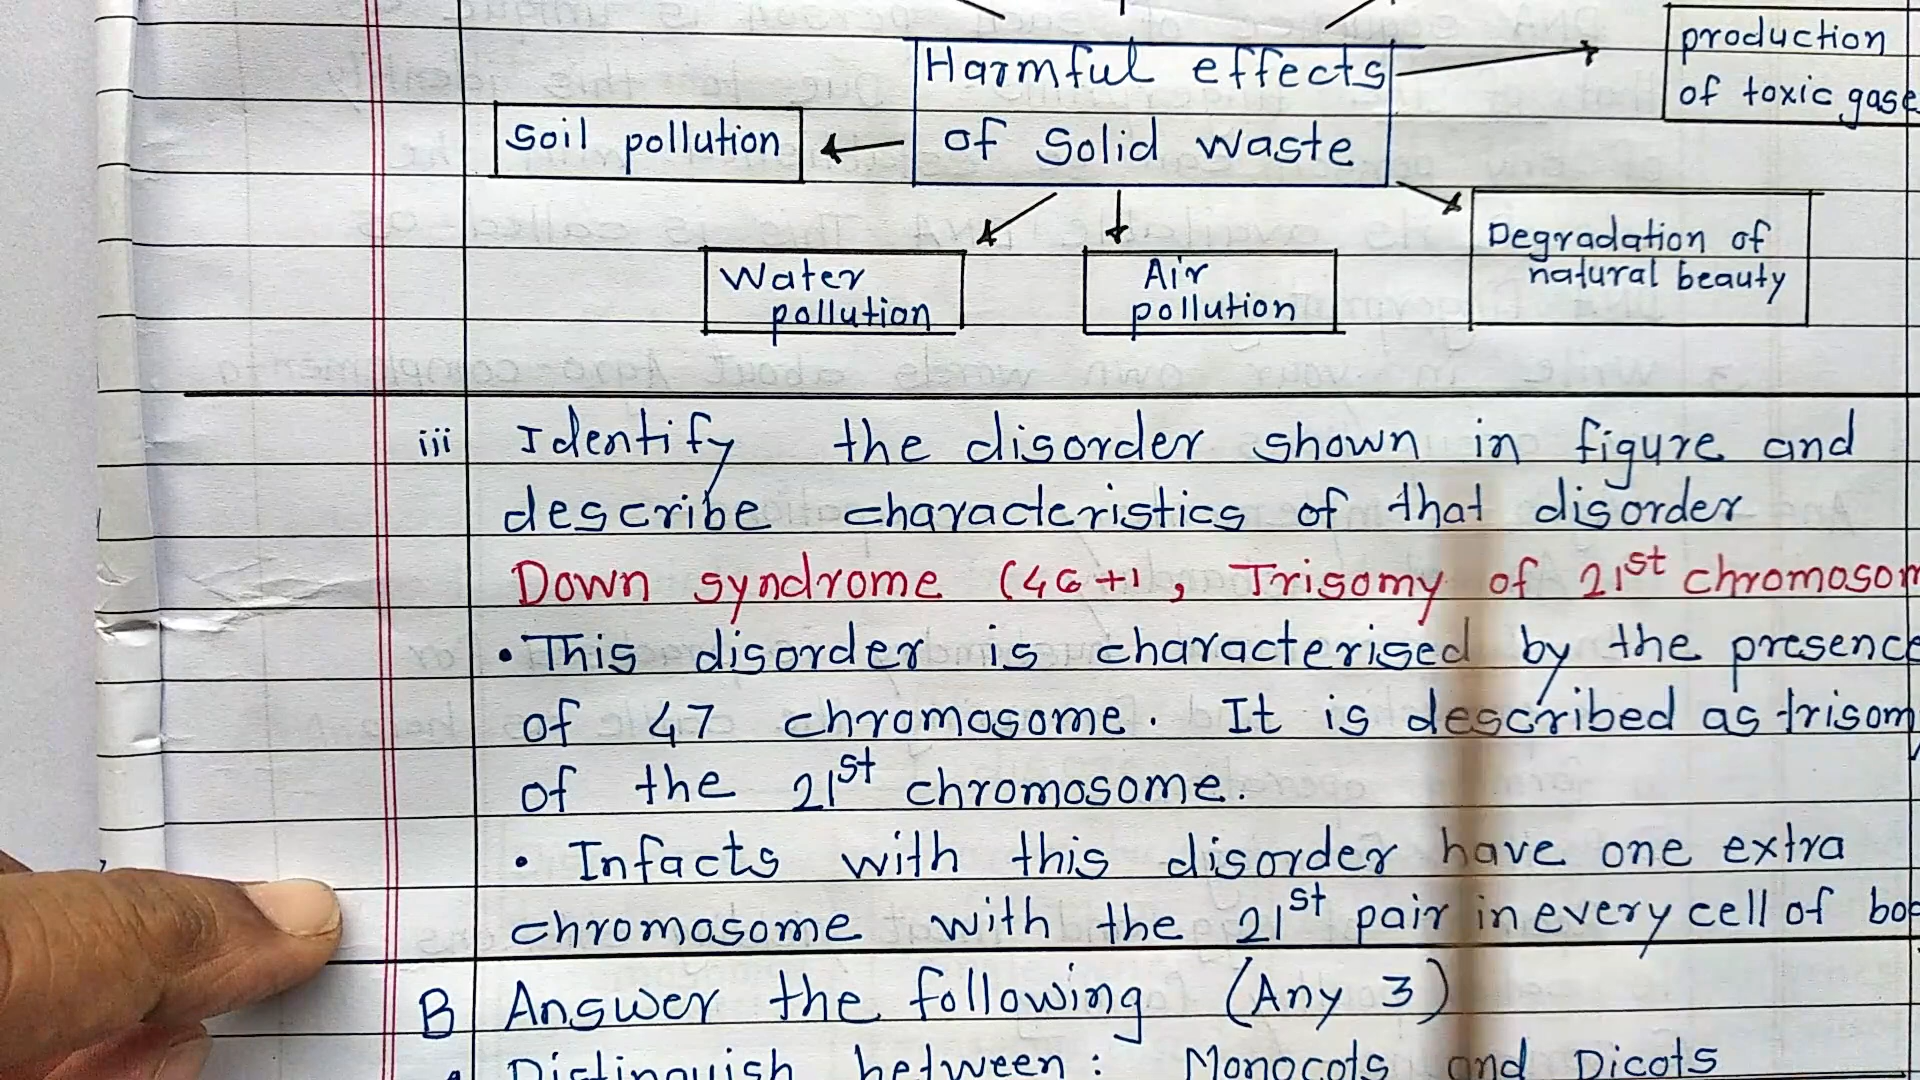 Harmful effects
of Solid waste
production
of toxic gase
Soil pollution
Water
pollution
Air
pollution
Degradation of
natural beauty
iii Identify the disorder shown in figure and
describe characteristics of that disorder
Down syndrome (46+1, Trisomy of 21st chromosom
• This disorder is characterised by the presence
of 47 chromosome. It is described as trisomy
of the 21st chromosome.
• Infacts with this disorder have one extra
chromosome with the 21st pair in every cell of
B Answer the following (Any 3)
Distinguish between: Monocots and Dicots